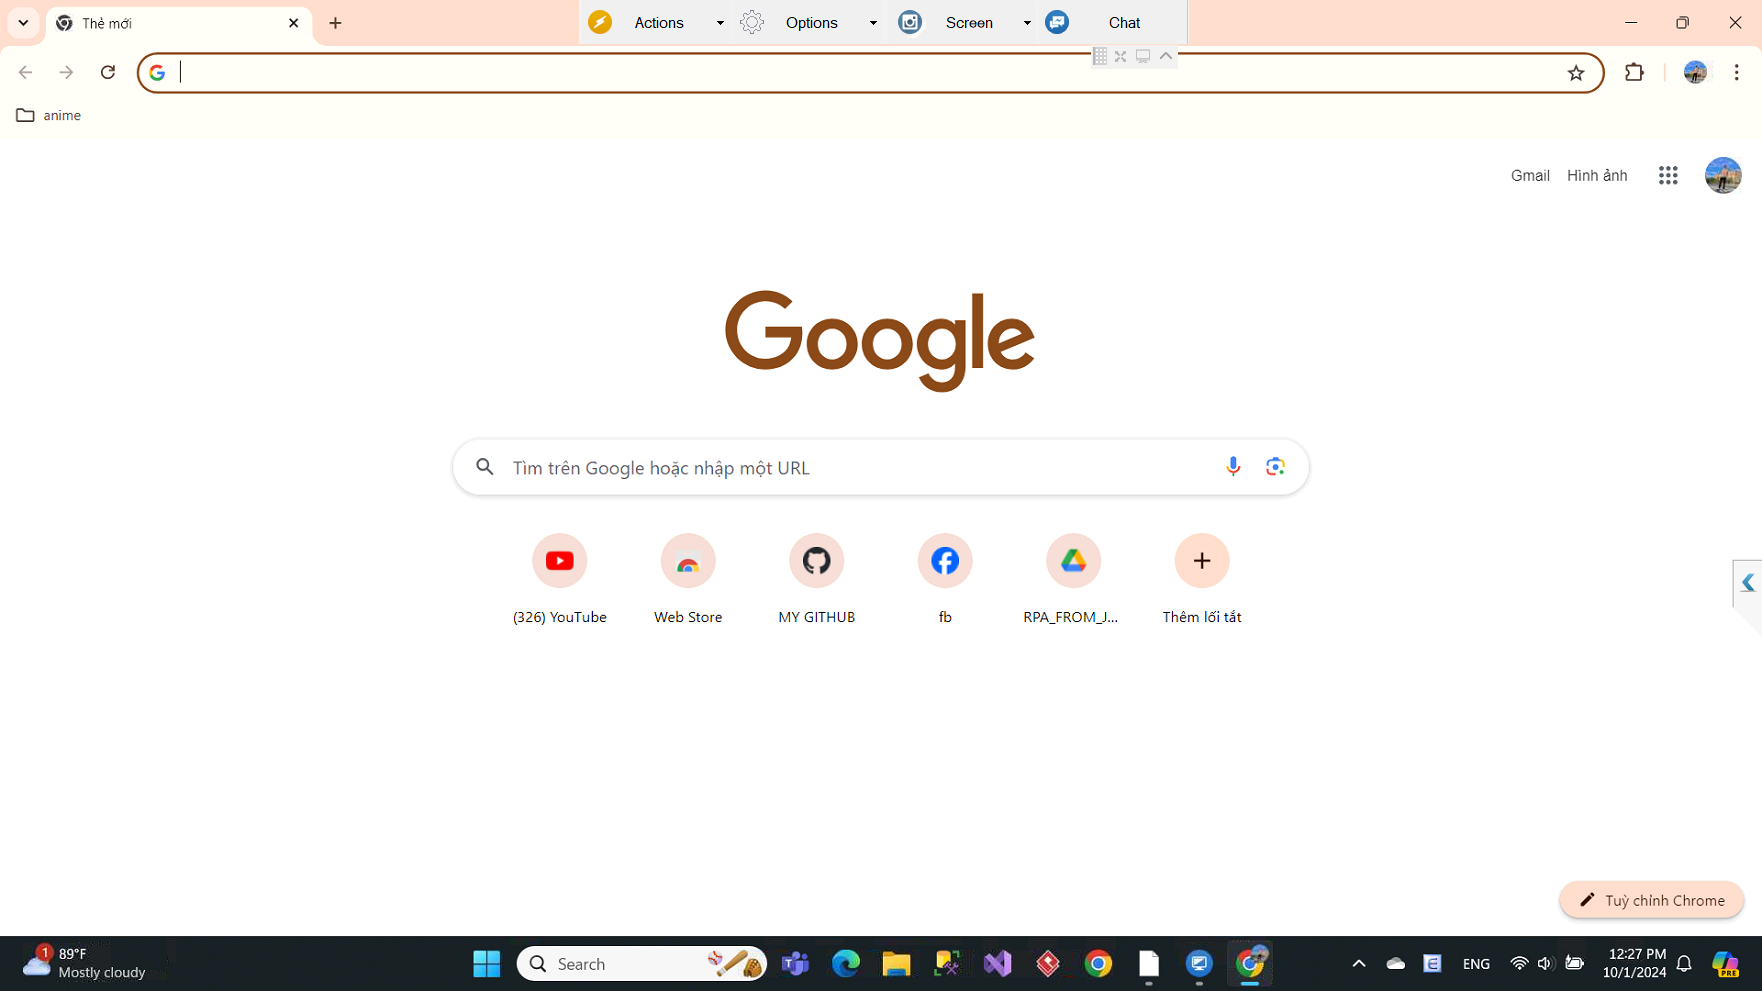 Thẻ mới
Actions
Options
Screen
Chat
anime
Gmail
Hình ảnh
Google
Tìm trên Google hoặc nhập một URL
(326) YouTube
Web Store
MY GITHUB
fb
RPA_FROM_J...
Thêm lối tắt
Tuỳ chỉnh Chrome
1
89°F
Mostly cloudy
Search
ENG
12:27 PM
10/1/2024
PRE